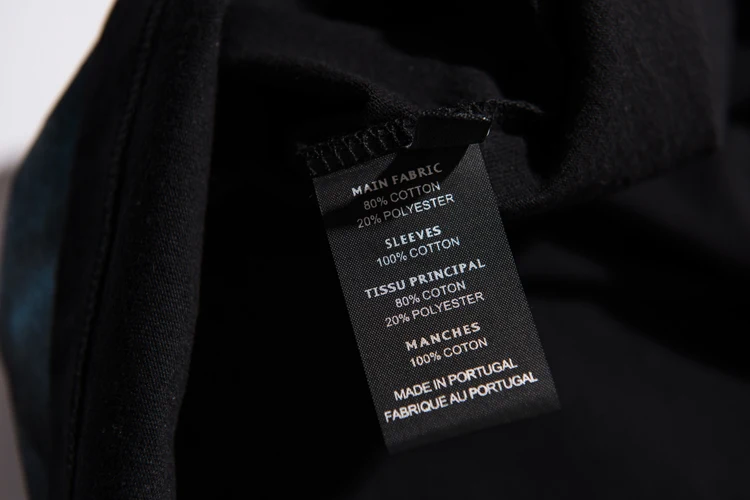 MAIN FABRIC
80% COTTON
20% POLYESTER
SLEEVES
100% COTTON
TISSU PRINCIPAL
80% COTON
20% POLYESTER
MANCHES
100% COTON
MADE IN PORTUGAL
FABRIQUE AU PORTUGAL